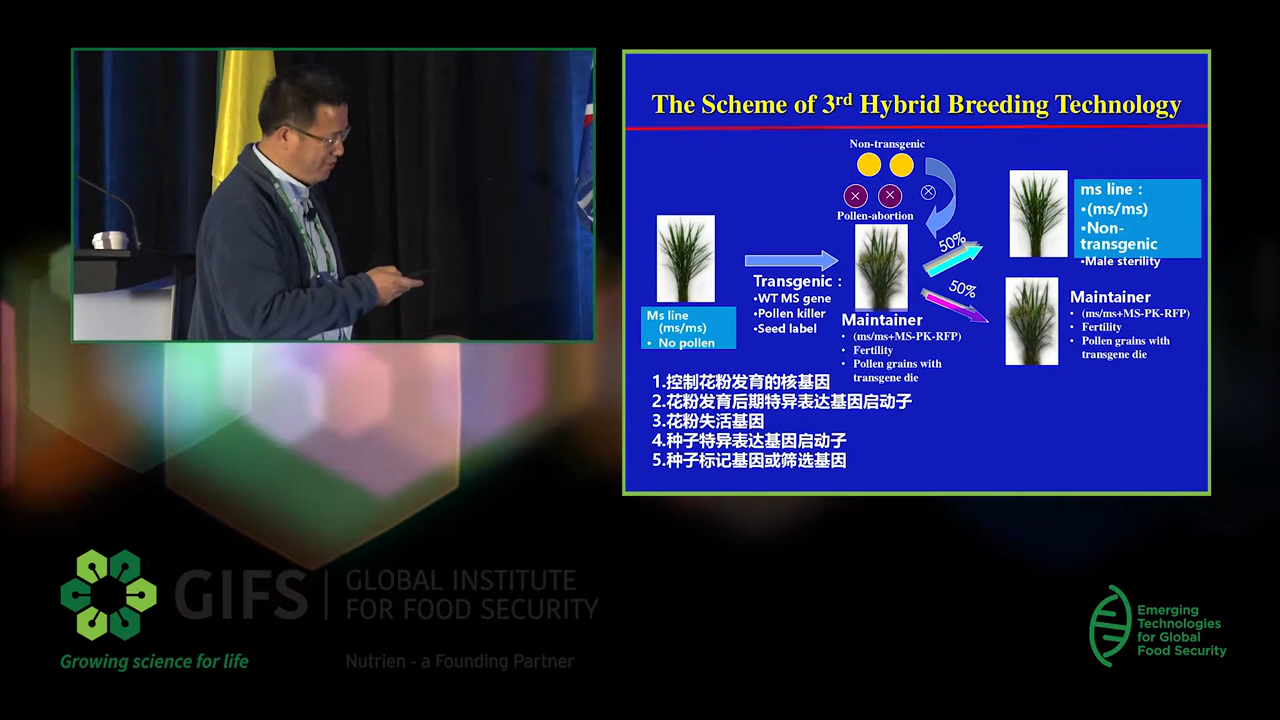 The Scheme of 3rd Hybrid Breeding Technology
Non-transgenic
Pollen-abortion
Ms line
(ms/ms)
• No pollen
Transgenic :
•WT MS gene
•Pollen killer
•Seed label
Maintainer
• (ms/ms+MS-PK-RFP)
• Fertility
• Pollen grains with
transgene die
50%
50%
ms line :
•(ms/ms)
•Non-
transgenic
•Male sterility
Maintainer
• (ms/ms+MS-PK-RFP)
• Fertility
• Pollen grains with
transgene die
1.控制花粉发育的核基因
2.花粉发育后期特异表达基因启动子
3.花粉失活基因
4.种子特异表达基因启动子
5.种子标记基因或筛选基因
GIFS
GLOBAL INSTITUTE
FOR FOOD SECURITY
Growing science for life
Nutrien - a Founding Partner
Emerging
Technologies
for Global
Food Security